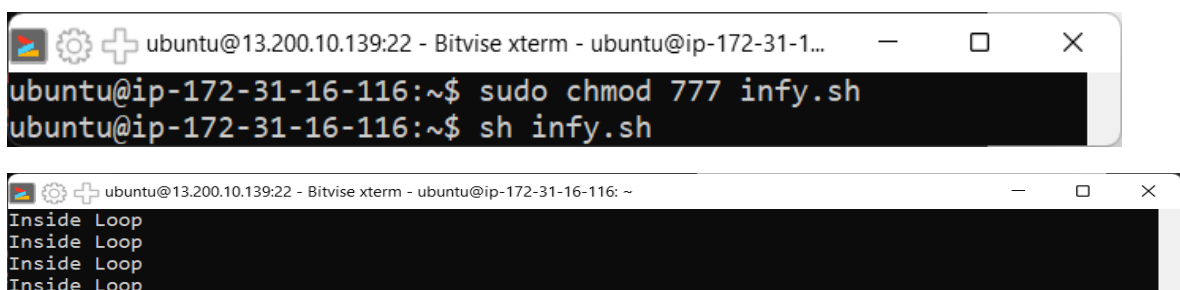 ubuntu@13.200.10.139:22 - Bitvise xterm - ubuntu@ip-172-31-1...
ubuntu@ip-172-31-16-116:~$ sudo chmod 777 infy.sh
ubuntu@ip-172-31-16-116:~$ sh infy.sh
ubuntu@13.200.10.139:22 - Bitvise xterm - ubuntu@ip-172-31-16-116: ~
Inside Loop
Inside Loop
Inside Loop
Inside Loop